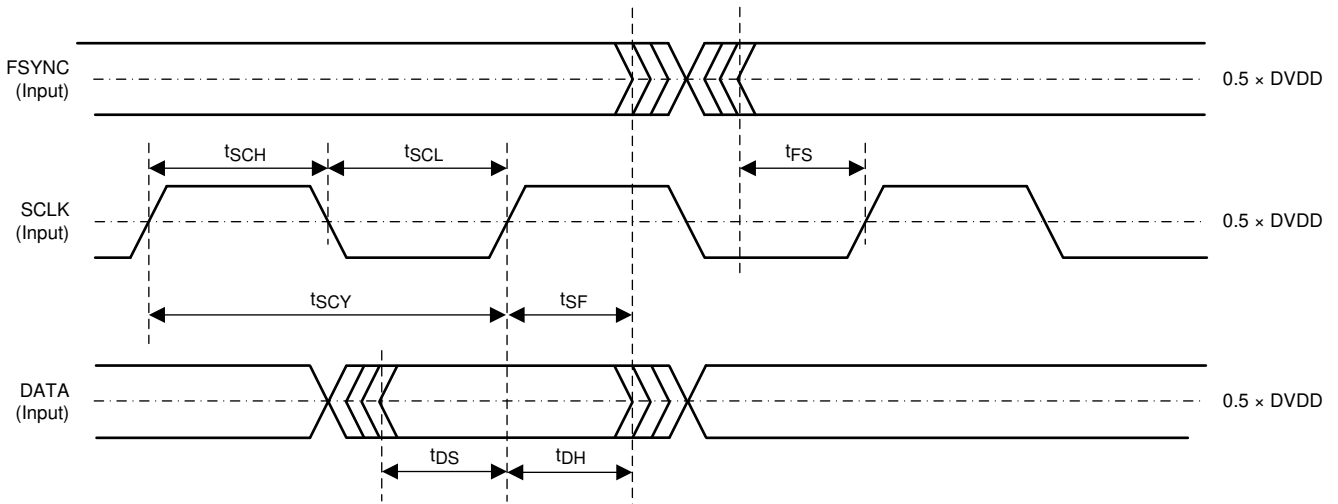 FSYNC
(Input)
0.5 × DVDD
tSCH
tSCL
tFS
SCLK
(Input)
0.5 × DVDD
tSCY
tSF
DATA
(Input)
0.5 × DVDD
tDS
tDH